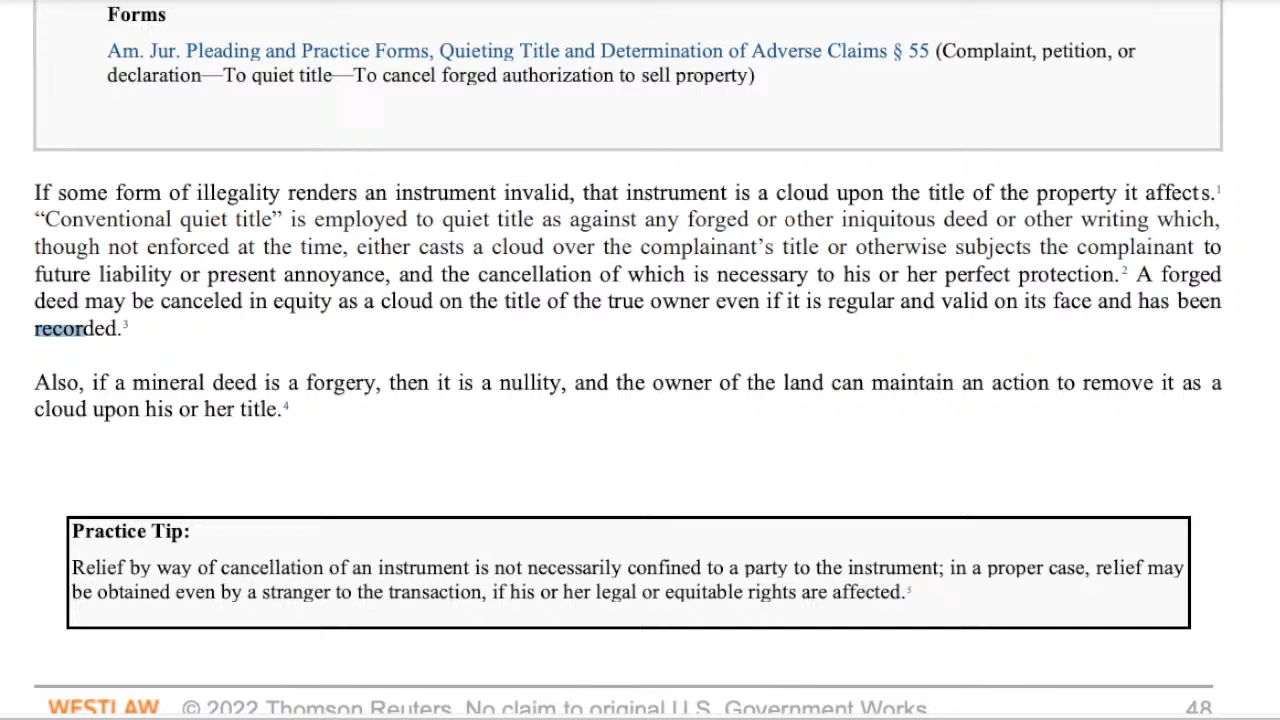 Forms
Am. Jur. Pleading and Practice Forms, Quieting Title and Determination of Adverse Claims § 55 (Complaint, petition, or
declaration—To quiet title—To cancel forged authorization to sell property)
If some form of illegality renders an instrument invalid, that instrument is a cloud upon the title of the property it affects.1
“Conventional quiet title” is employed to quiet title as against any forged or other iniquitous deed or other writing which,
though not enforced at the time, either casts a cloud over the complainant’s title or otherwise subjects the complainant to
future liability or present annoyance, and the cancellation of which is necessary to his or her perfect protection.2 A forged
deed may be canceled in equity as a cloud on the title of the true owner even if it is regular and valid on its face and has been
recorded.3
Also, if a mineral deed is a forgery, then it is a nullity, and the owner of the land can maintain an action to remove it as a
cloud upon his or her title.4
Practice Tip:
Relief by way of cancellation of an instrument is not necessarily confined to a party to the instrument; in a proper case, relief may
be obtained even by a stranger to the transaction, if his or her legal or equitable rights are affected.5
WESTLAW © 2022 Thomson Reuters. No claim to original U.S. Government Works. 48